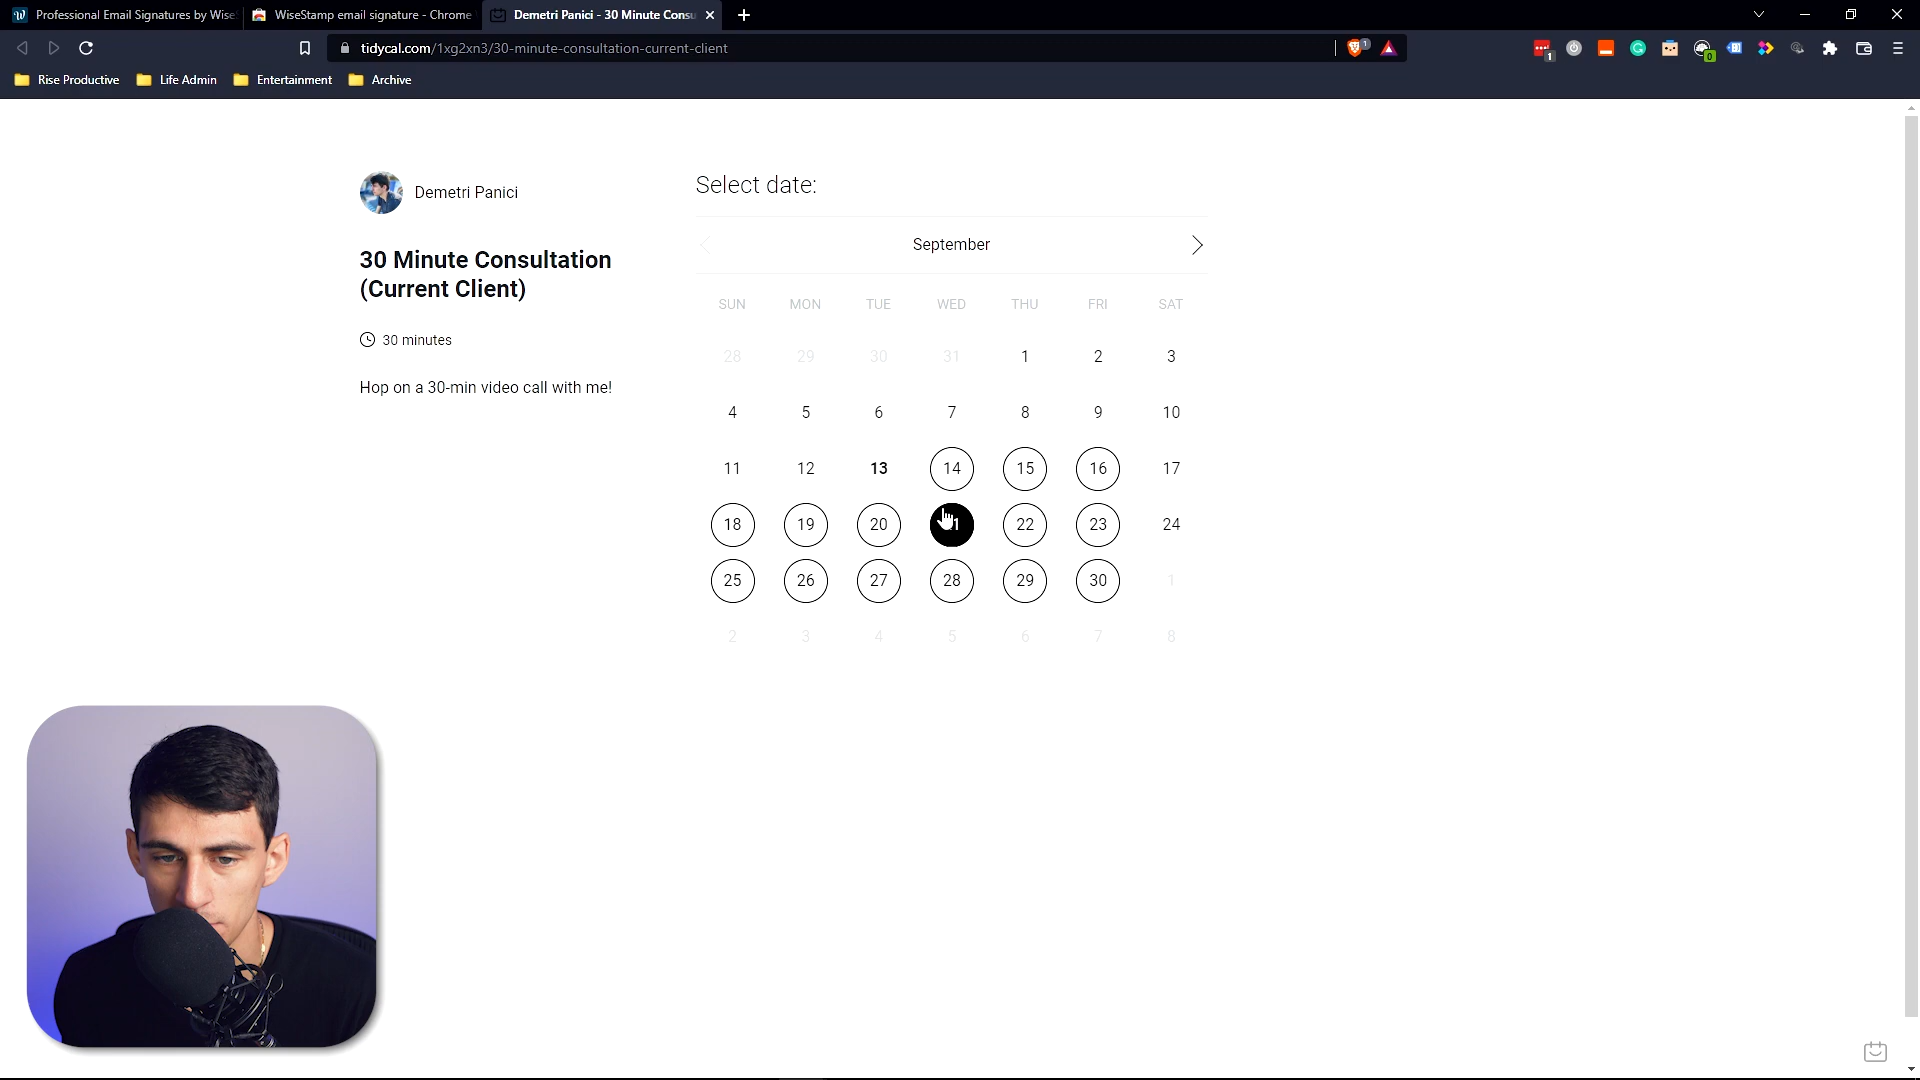 Professional Email Signatures by Wise
WiseStamp email signature - Chrome
Demetri Panici - 30 Minute Consu
tidycal.com/1xg2xn3/30-minute-consultation-current-client
Rise Productive
Life Admin
Entertainment
Archive
Demetri Panici
30 Minute Consultation
(Current Client)
30 minutes
Hop on a 30-min video call with me!
Select date:
September
SUN MON TUE WED THU FRI SAT
28 29 30 31 1 2 3
4 5 6 7 8 9 10
11 12 13 14 15 16 17
18 19 20 1 22 23 24
25 26 27 28 29 30 1
2 3 4 5 6 7 8